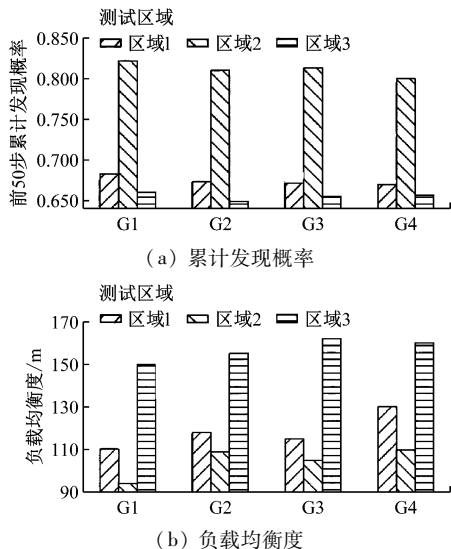 测试区域
区域1 区域2 区域3
前50步累计发现概率
0.850
0.800
0.750
0.700
0.650
G1 G2 G3 G4
(a) 累计发现概率
测试区域
区域1 区域2 区域3
负载均衡度/m
170
150
130
110
90
G1 G2 G3 G4
(b) 负载均衡度